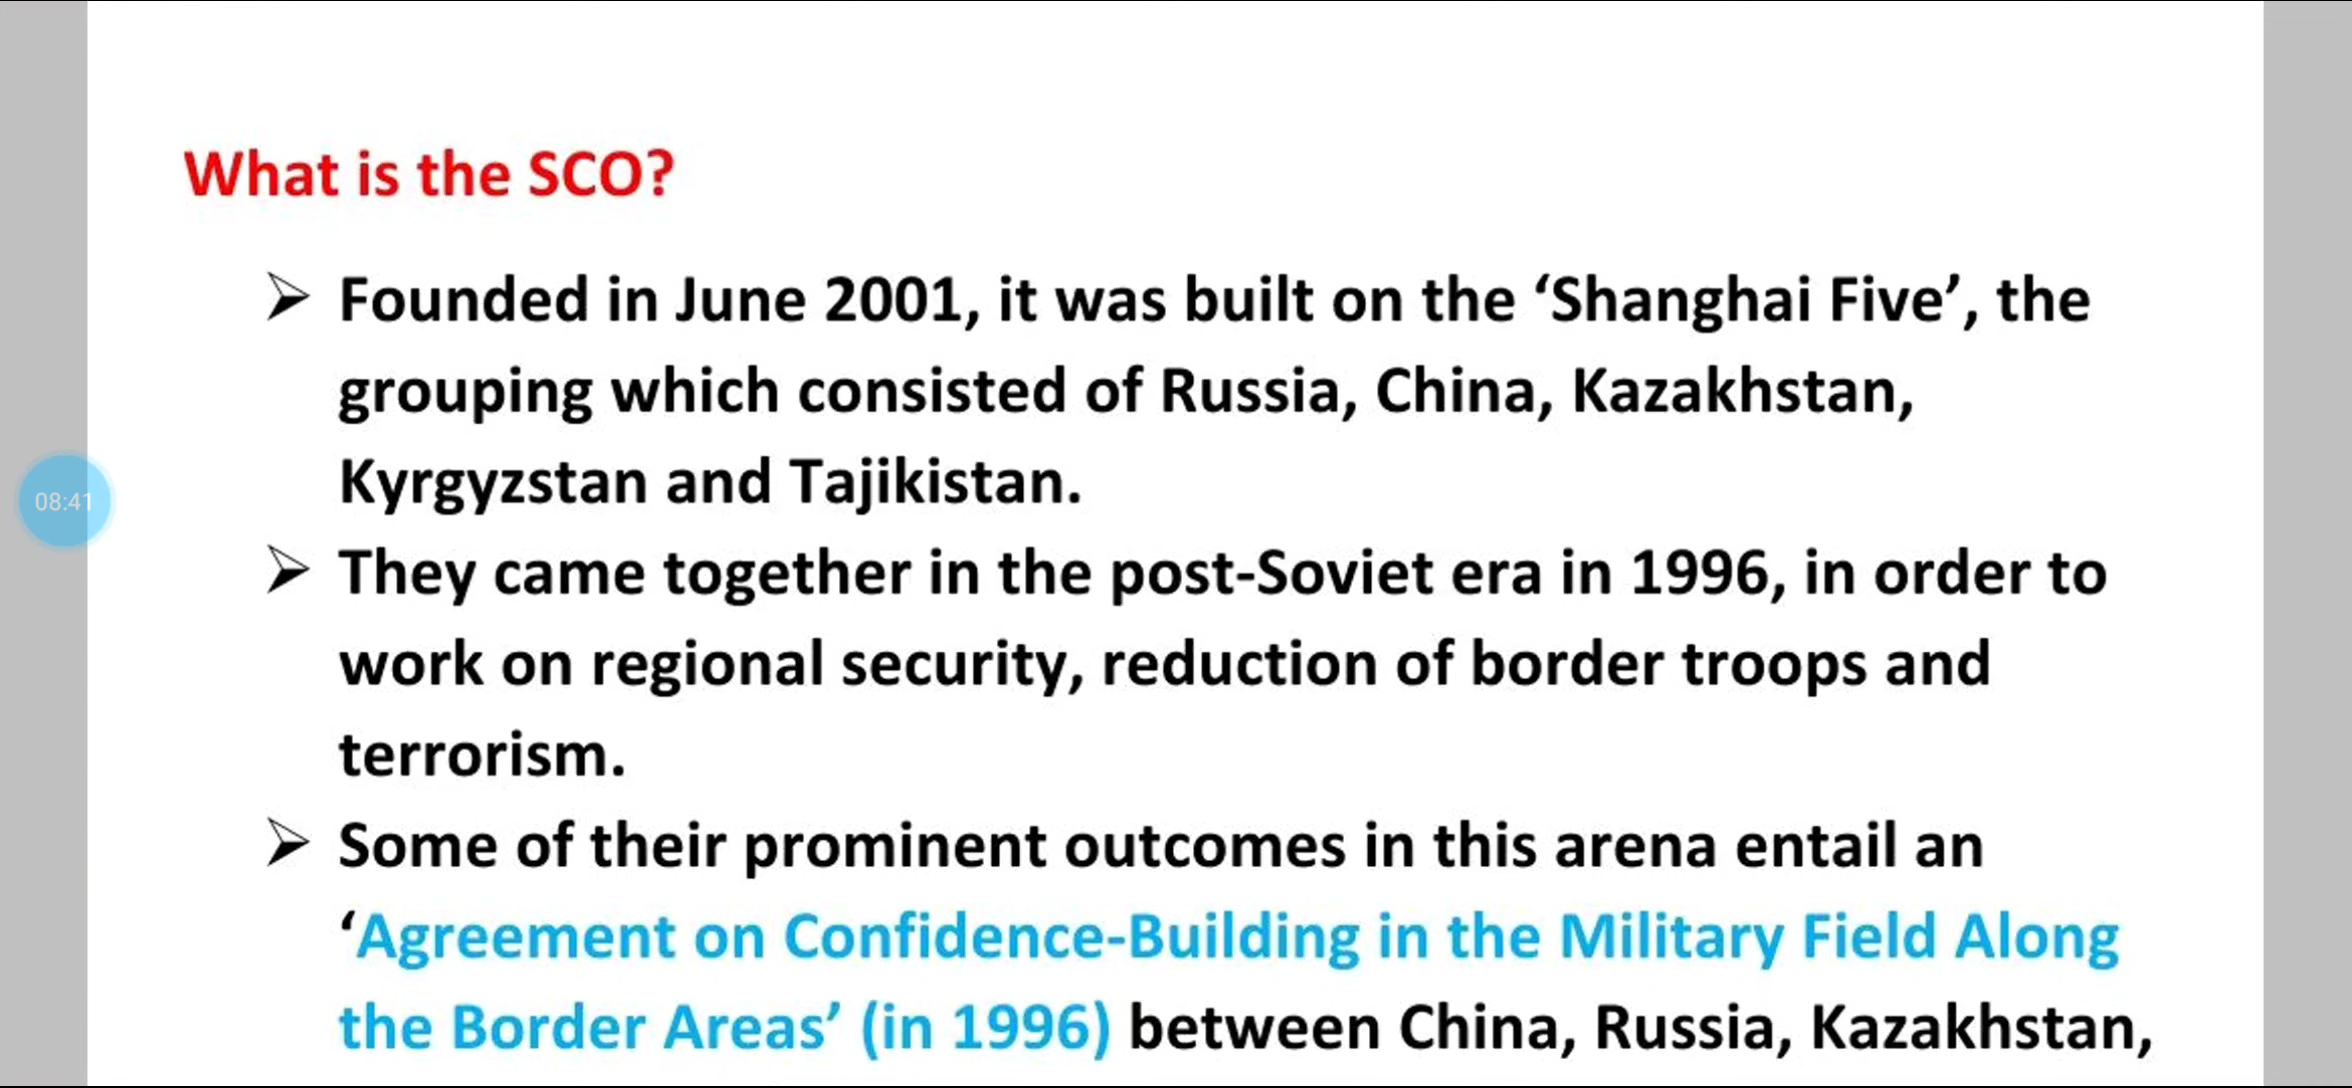 What is the SCO?
➢ Founded in June 2001, it was built on the ‘Shanghai Five’, the
grouping which consisted of Russia, China, Kazakhstan,
Kyrgyzstan and Tajikistan.
08:41
➢ They came together in the post-Soviet era in 1996, in order to
work on regional security, reduction of border troops and
terrorism.
➢ Some of their prominent outcomes in this arena entail an
‘Agreement on Confidence-Building in the Military Field Along
the Border Areas’ (in 1996) between China, Russia, Kazakhstan,